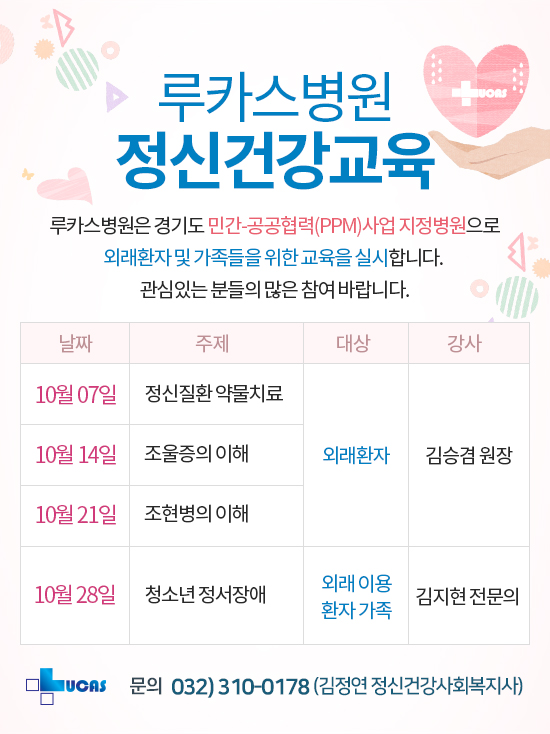 LUCAS
루카스병원
정신건강교육
루카스병원은 경기도 민간-공공협력(PPM)사업 지정병원으로
외래환자 및 가족들을 위한 교육을 실시합니다.
관심있는 분들의 많은 참여 바랍니다.
날짜 주제 대상 강사
10월 07일 정신질환 약물치료
10월 14일 조울증의 이해 외래환자 김승겸 원장
10월 21일 조현병의 이해
10월 28일 청소년 정서장애 외래 이용 환자 가족 김지현 전문의
LUCAS 문의 032) 310-0178 (김정연 정신건강사회복지사)